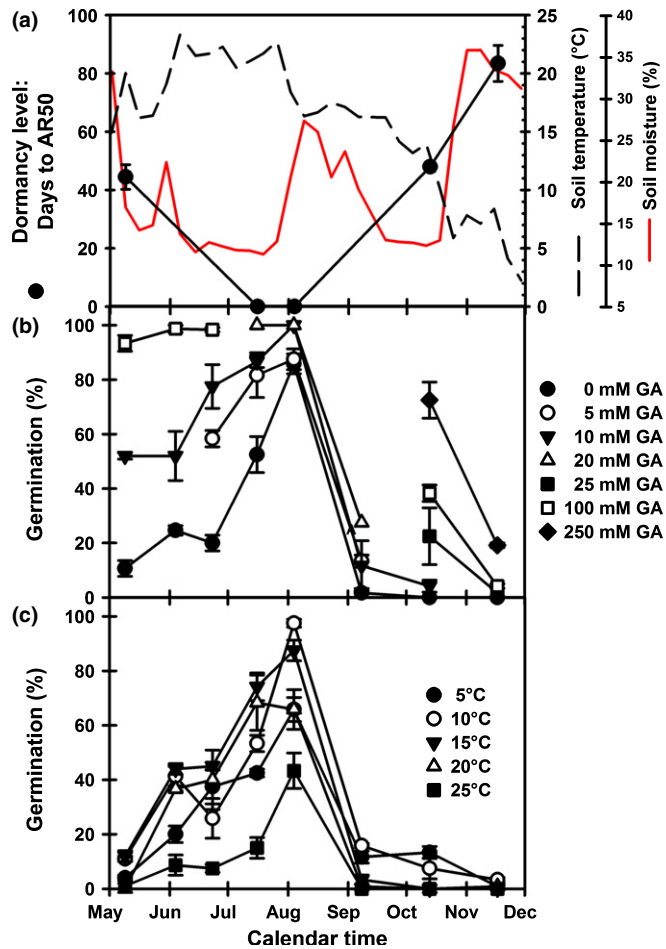 (a)
Dormancy level:
Days to AR50
100
80
60
40
20
0
25
20
15
10
5
0
Soil temperature (°C)
40
35
30
25
20
15
10
5
Soil moisture (%)
(b)
Germination (%)
100
80
60
40
20
0
0 mM GA
5 mM GA
10 mM GA
20 mM GA
25 mM GA
100 mM GA
250 mM GA
(c)
Germination (%)
100
80
60
40
20
0
5°C
10°C
15°C
20°C
25°C
May Jun Jul Aug Sep Oct Nov Dec
Calendar time